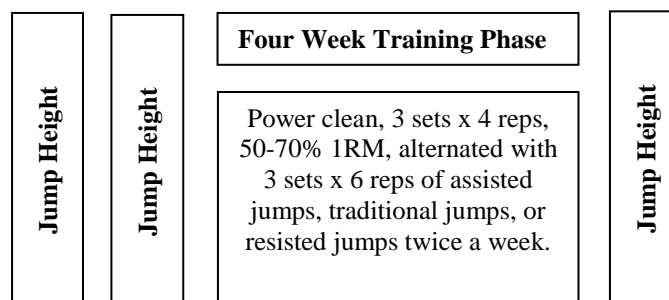 Jump Height
Jump Height
Four Week Training Phase
Power clean, 3 sets x 4 reps,
50-70% 1RM, alternated with
3 sets x 6 reps of assisted
jumps, traditional jumps, or
resisted jumps twice a week.
Jump Height